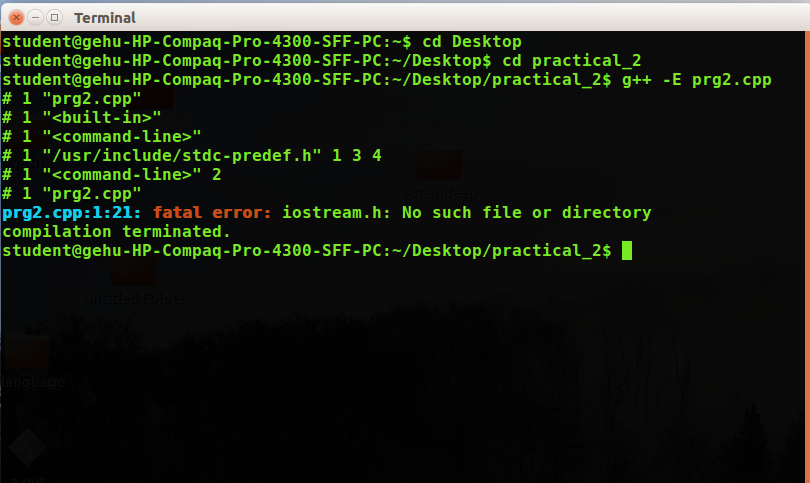 Terminal
student@gehu-HP-Compaq-Pro-4300-SFF-PC:~$ cd Desktop
student@gehu-HP-Compaq-Pro-4300-SFF-PC:~/Desktop$ cd practical_2
student@gehu-HP-Compaq-Pro-4300-SFF-PC:~/Desktop/practical_2$ g++ -E prg2.cpp
# 1 "prg2.cpp"
# 1 "<built-in>"
# 1 "<command-line>"
# 1 "/usr/include/stdc-predef.h" 1 3 4
# 1 "<command-line>" 2
# 1 "prg2.cpp"
prg2.cpp:1:21: fatal error: iostream.h: No such file or directory
compilation terminated.
student@gehu-HP-Compaq-Pro-4300-SFF-PC:~/Desktop/practical_2$
Amandeep
Untitled Folder
language